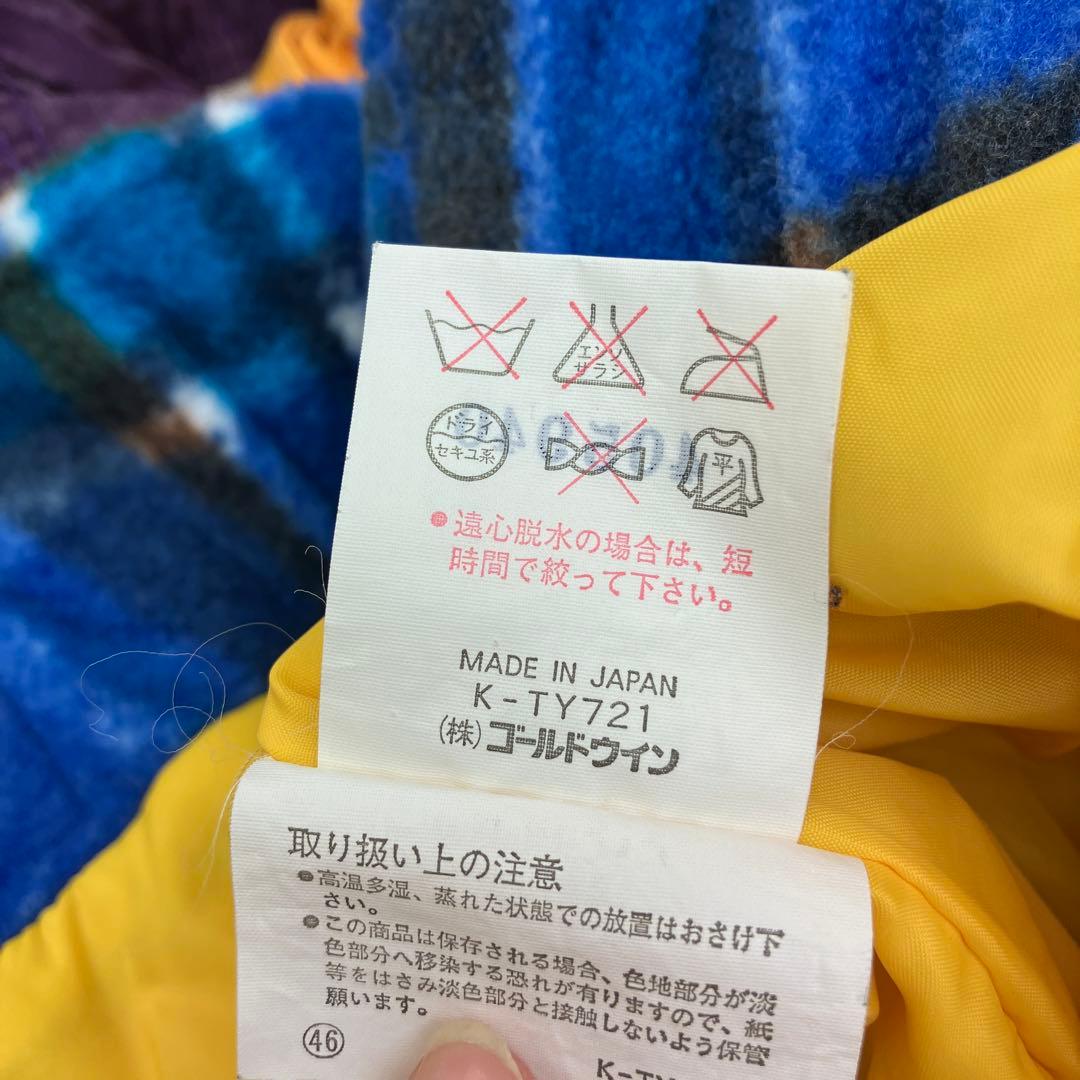 エンソ
サラシ
ドライ
セキユ系
平
●遠心脱水の場合は、短
時間で絞って下さい。
MADE IN JAPAN
K-TY721
(株)ゴールドウイン
取り扱い上の注意
●高温多湿、蒸れた状態での放置はおさけ下
さい。
●この商品は保存される場合、色地部分が淡
色部分へ移染する恐れが有りますので、紙
等をはさみ淡色部分と接触しないよう保管
願います。
㊻